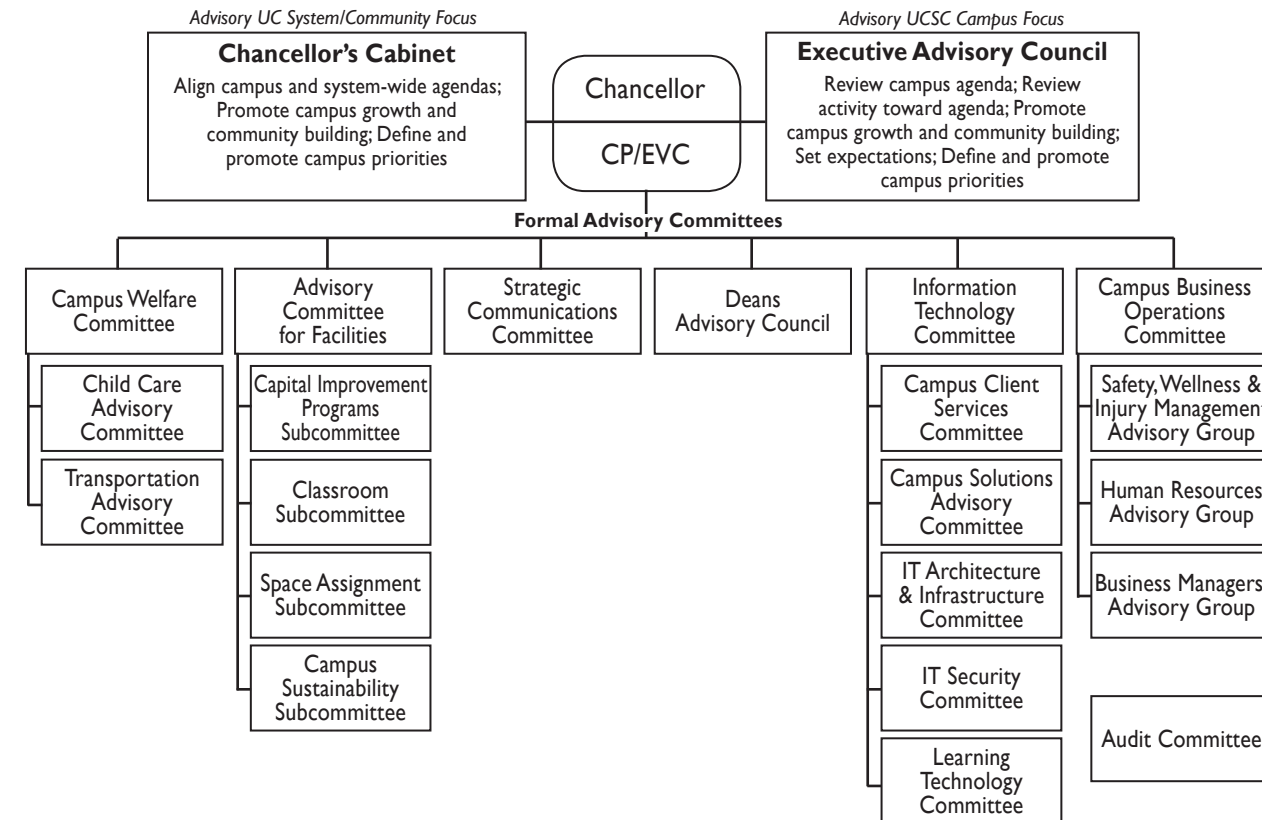 Advisory UC System/Community Focus
Chancellor’s Cabinet
Align campus and system-wide agendas;
Promote campus growth and
community building; Define and
promote campus priorities
Chancellor
CP/EVC
Advisory UCSC Campus Focus
Executive Advisory Council
Review campus agenda; Review
activity toward agenda; Promote
campus growth and community building;
Set expectations; Define and promote
campus priorities
Formal Advisory Committees
Campus Welfare
Committee
Child Care
Advisory
Committee
Transportation
Advisory
Committee
Advisory
Committee
for Facilities
Capital Improvement
Programs
Subcommittee
Classroom
Subcommittee
Space Assignment
Subcommittee
Campus
Sustainability
Subcommittee
Strategic
Communications
Committee
Deans
Advisory Council
Information
Technology
Committee
Campus Client
Services
Committee
Campus Solutions
Advisory
Committee
IT Architecture
& Infrastructure
Committee
IT Security
Committee
Learning
Technology
Committee
Campus Business
Operations
Committee
Safety, Wellness &
Injury Management
Advisory Group
Human Resources
Advisory Group
Business Managers
Advisory Group
Audit Committee